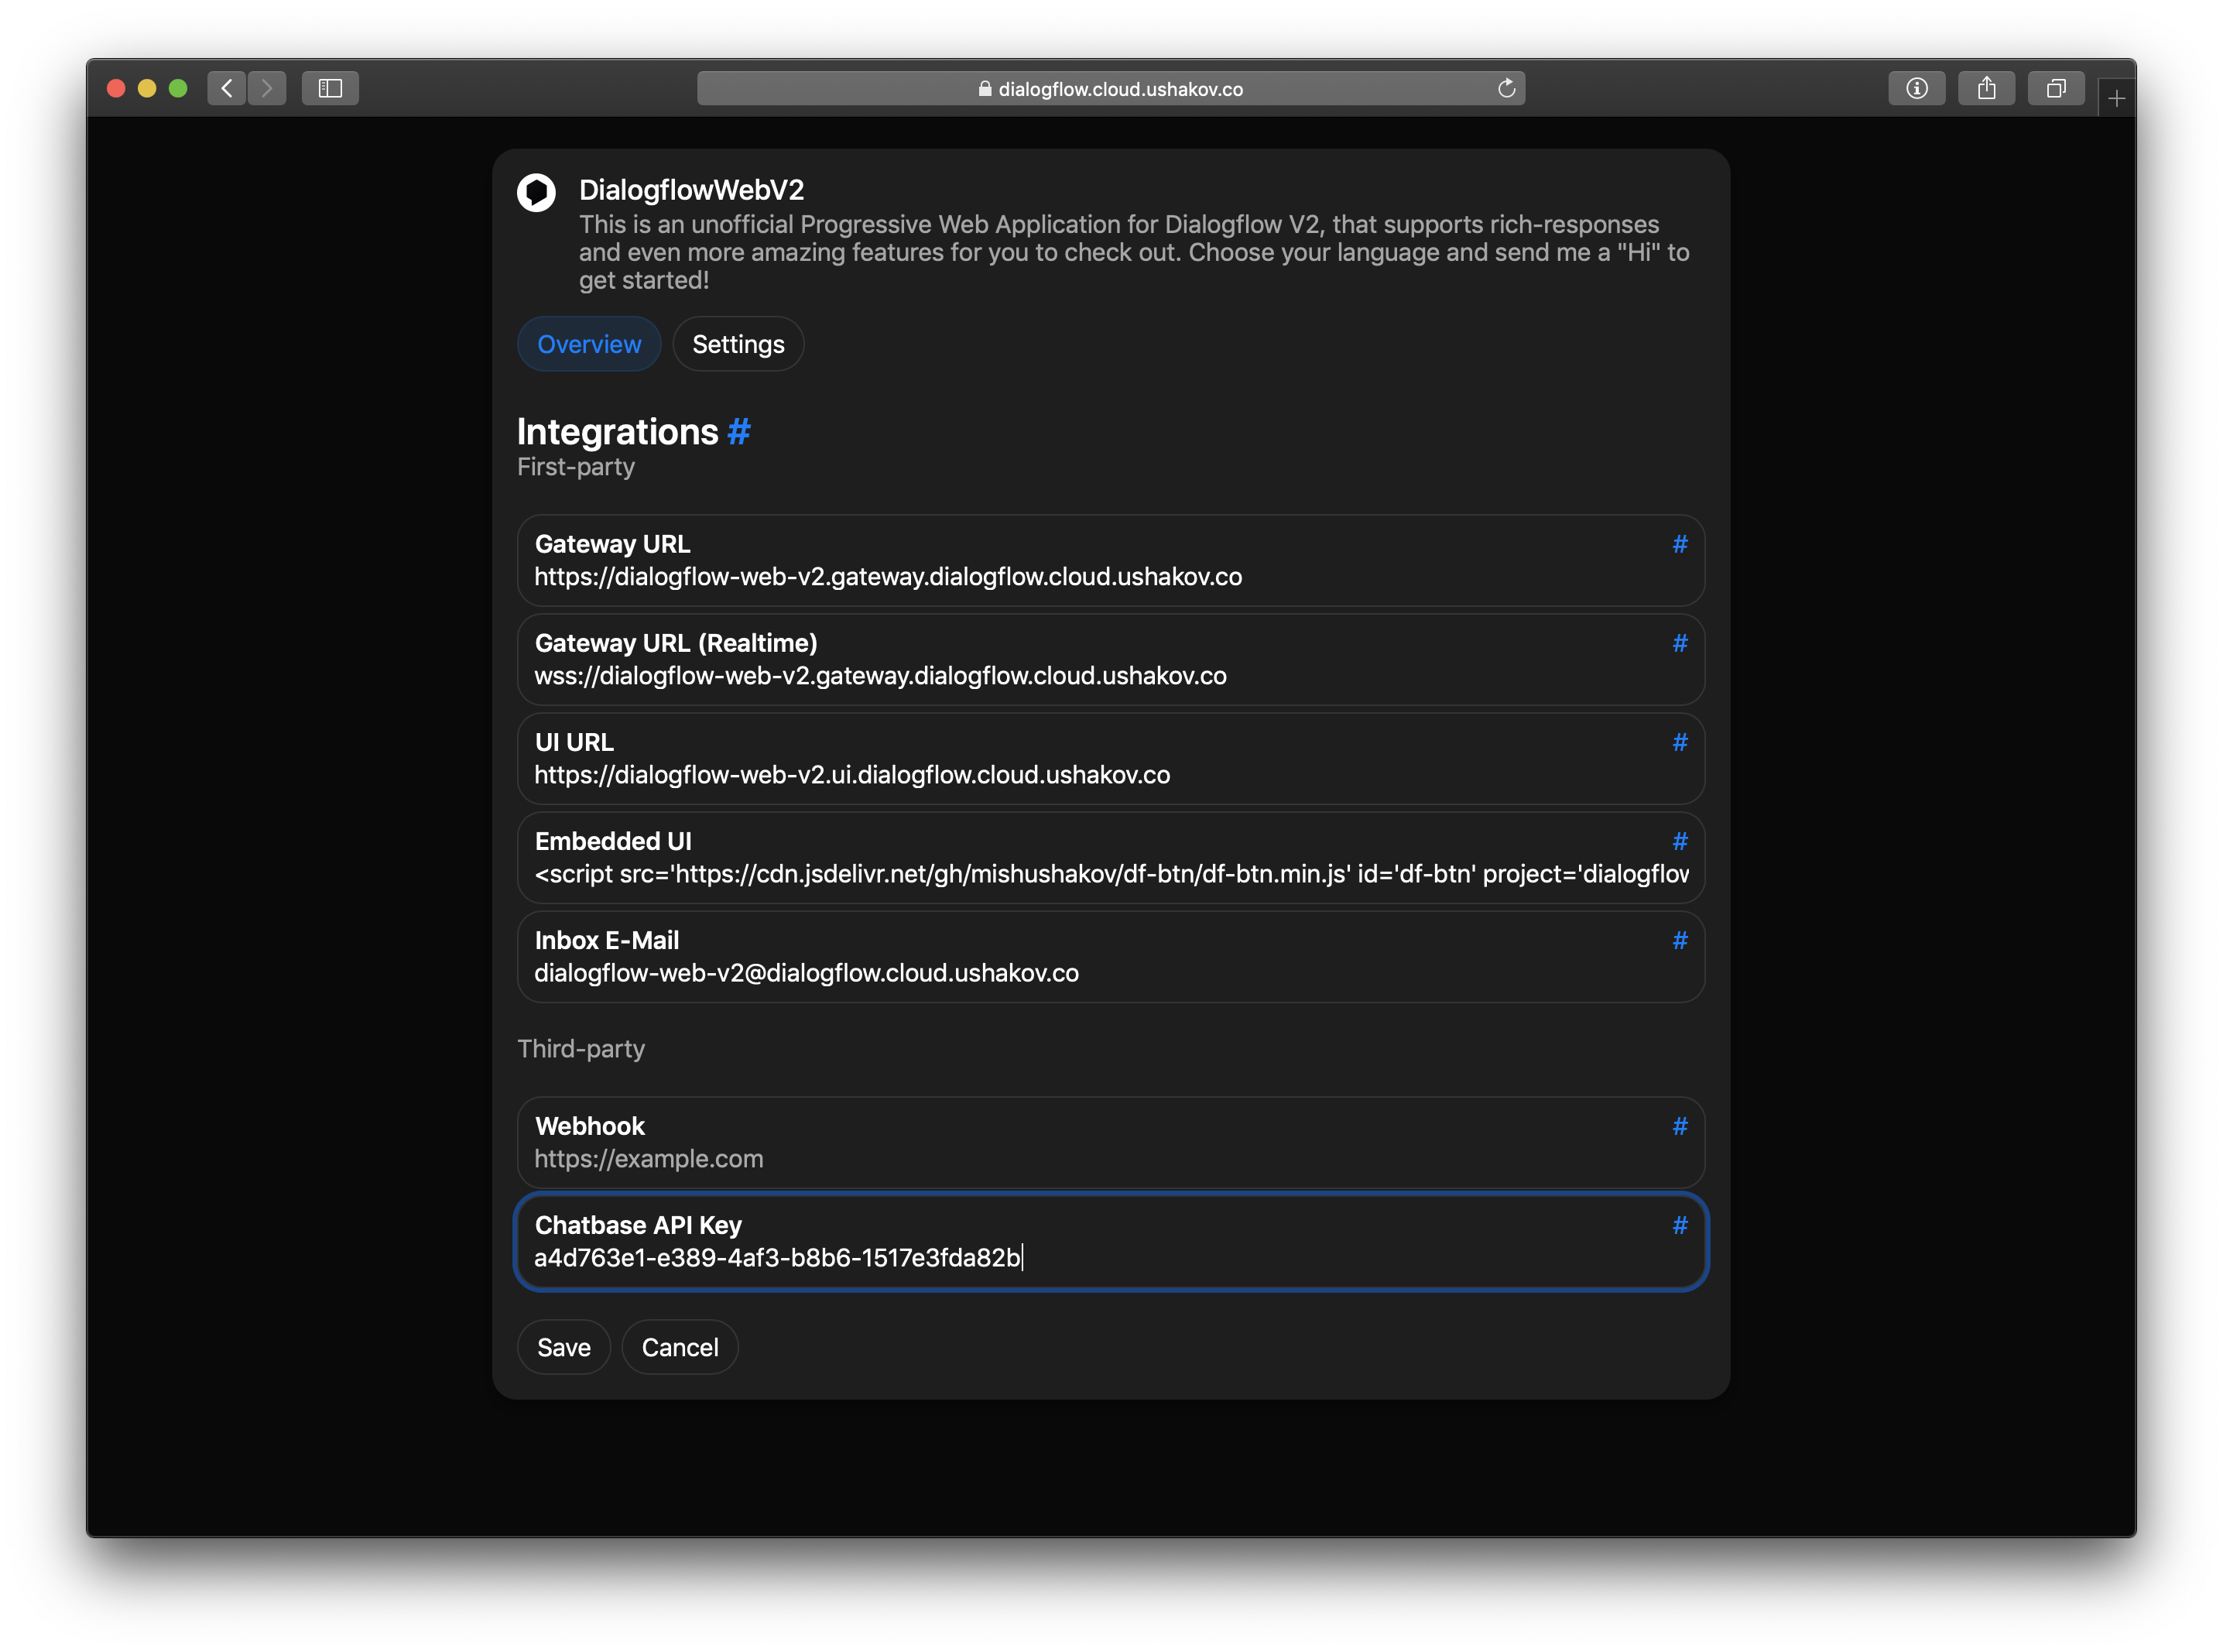 dialogflow.cloud.ushakov.co
DialogflowWebV2
This is an unofficial Progressive Web Application for Dialogflow V2, that supports rich-responses
and even more amazing features for you to check out. Choose your language and send me a "Hi" to
get started!
Overview
Settings
Integrations #
First-party
Gateway URL #
https://dialogflow-web-v2.gateway.dialogflow.cloud.ushakov.co
Gateway URL (Realtime) #
wss://dialogflow-web-v2.gateway.dialogflow.cloud.ushakov.co
UI URL #
https://dialogflow-web-v2.ui.dialogflow.cloud.ushakov.co
Embedded UI #
<script src='https://cdn.jsdelivr.net/gh/mishushakov/df-btn/df-btn.min.js' id='df-btn' project='dialogflow
Inbox E-Mail #
dialogflow-web-v2@dialogflow.cloud.ushakov.co
Third-party
Webhook #
https://example.com
Chatbase API Key #
a4d763e1-e389-4af3-b8b6-1517e3fda82b
Save
Cancel